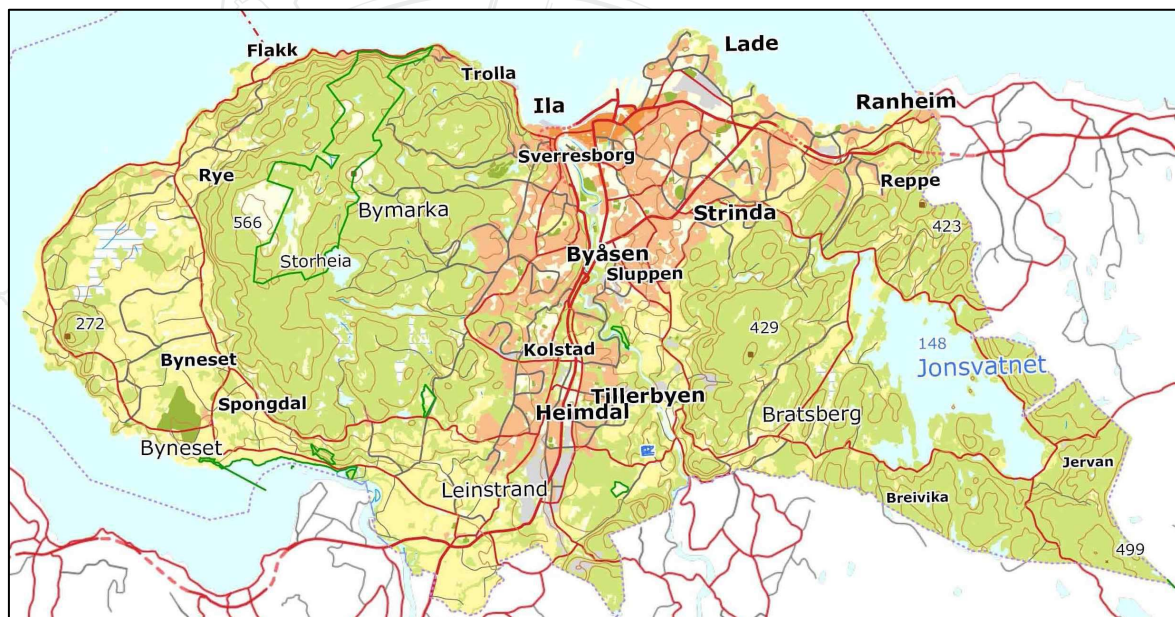 Lade
Flakk
Trolla
Ila
Ranheim
Sverresborg
Rye
Reppe
Bymarka
Strinda
566
423
Byåsen
Storheia
Sluppen
272
429
148
Kolstad
Byneset
Jonsvatnet
Tillerbyen
Spongdal
Heimdal
Bratsberg
Byneset
Jervan
Leinstrand
Breivika
499